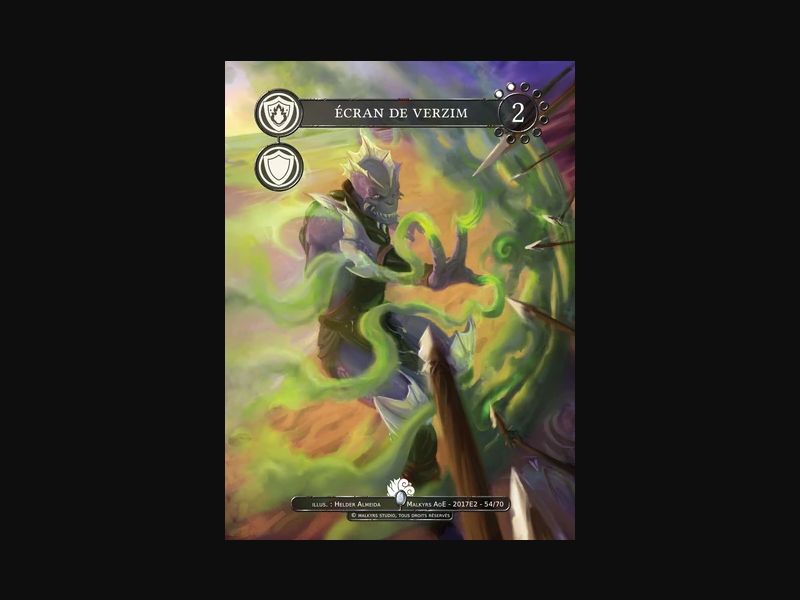 ÉCRAN DE VERZIM
2
illus. : Helder Almeida
Malkyrs AoE - 2017E2 - 54/70
© malkyrs studio, tous droits réservés